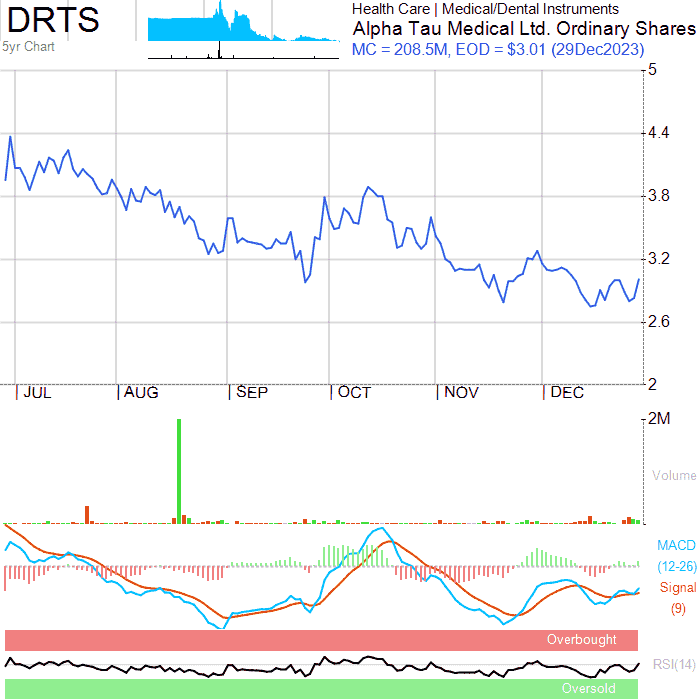 DRTS
5yr Chart
Health Care | Medical/Dental Instruments
Alpha Tau Medical Ltd. Ordinary Shares
MC = 208.5M, EOD = $3.01 (29Dec2023)
5
4.4
3.8
3.2
2.6
2
JUL AUG SEP OCT NOV DEC
2M
Volume
MACD
(12-26)
Signal
(9)
Overbought
RSI(14)
Oversold